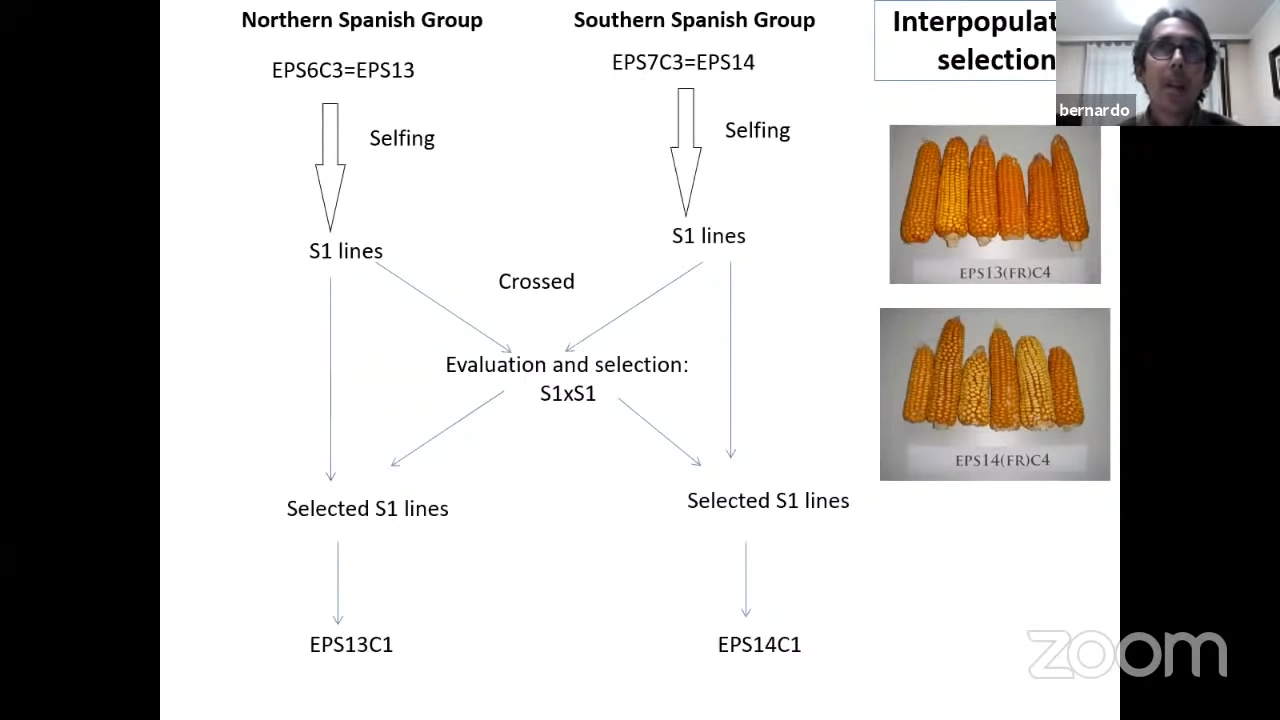 Northern Spanish Group
Southern Spanish Group
EPS6C3=EPS13
EPS7C3=EPS14
Selfing
Selfing
S1 lines
S1 lines
Crossed
Evaluation and selection:
S1xS1
Selected S1 lines
Selected S1 lines
EPS13C1
EPS14C1
selection
bernardo
EPS13(FR)C4
EPS14(FR)C4
zoom